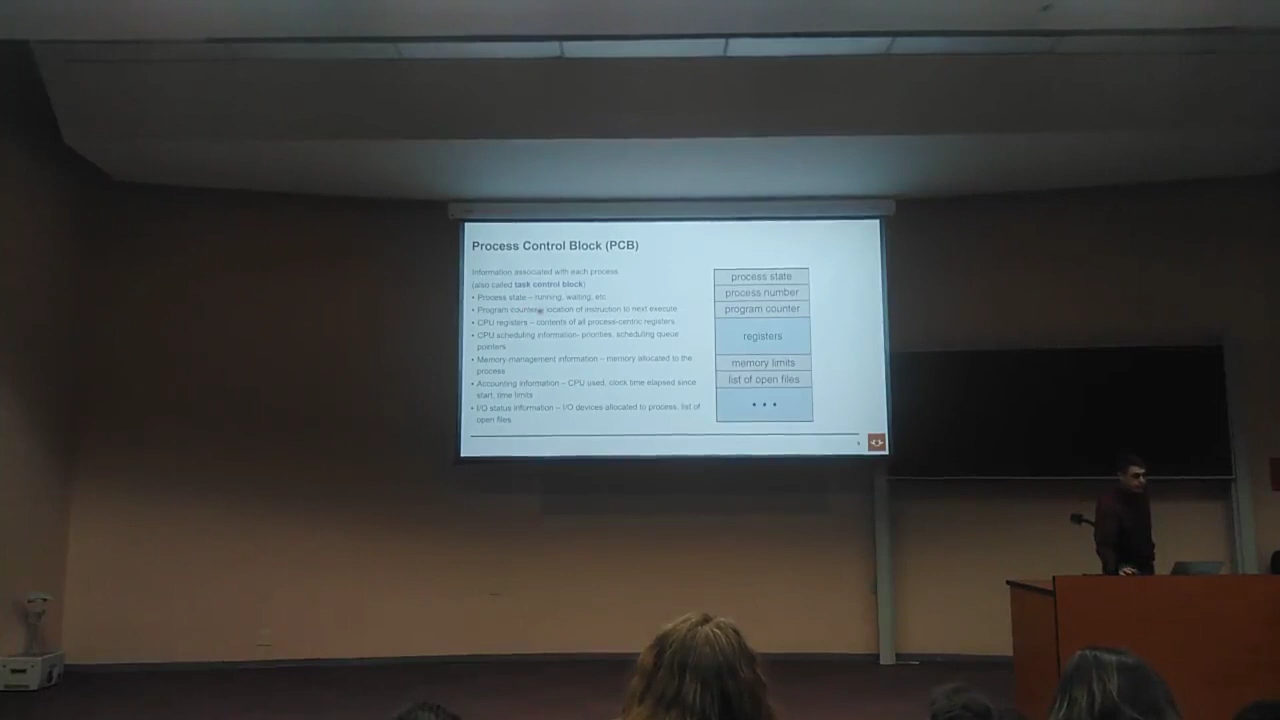 Process Control Block (PCB)
Information associated with each process
(also called task control block)
• Process state – running, waiting, etc
• Program counter – location of instruction to next execute
• CPU registers – contents of all process-centric registers
• CPU scheduling information- priorities, scheduling queue
pointers
• Memory-management information – memory allocated to the
process
• Accounting information – CPU used, clock time elapsed since
start, time limits
• I/O status information – I/O devices allocated to process, list of
open files
process state
process number
program counter
registers
memory limits
list of open files
• • •